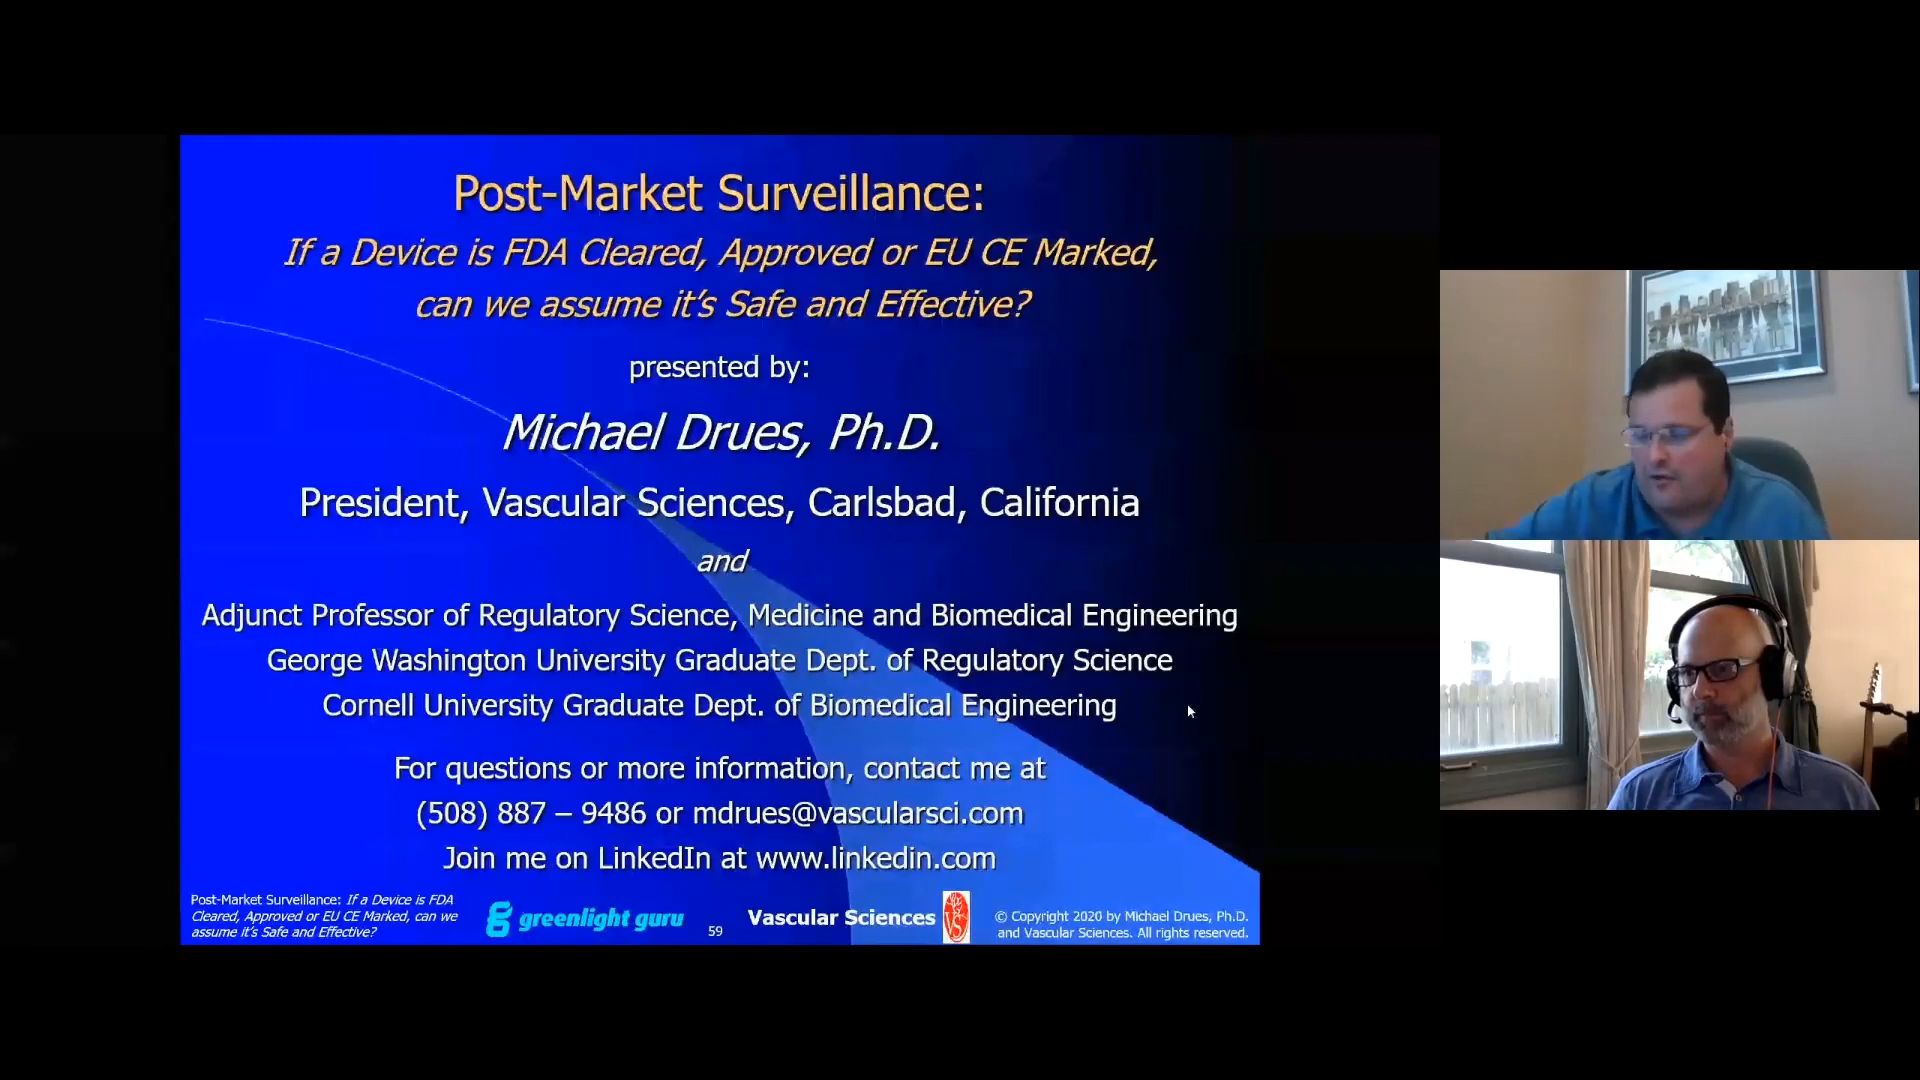 Post-Market Surveillance:
If a Device is FDA Cleared, Approved or EU CE Marked,
can we assume it's Safe and Effective?
presented by:
Michael Drues, Ph.D.
President, Vascular Sciences, Carlsbad, California
and
Adjunct Professor of Regulatory Science, Medicine and Biomedical Engineering
George Washington University Graduate Dept. of Regulatory Science
Cornell University Graduate Dept. of Biomedical Engineering
For questions or more information, contact me at
(508) 887 – 9486 or mdrues@vascularsci.com
Join me on LinkedIn at www.linkedin.com
Post-Market Surveillance: If a Device is FDA
Cleared, Approved or EU CE Marked, can we
assume it's Safe and Effective?
greenlight guru
59
Vascular Sciences
VS
© Copyright 2020 by Michael Drues, Ph.D.
and Vascular Sciences. All rights reserved.